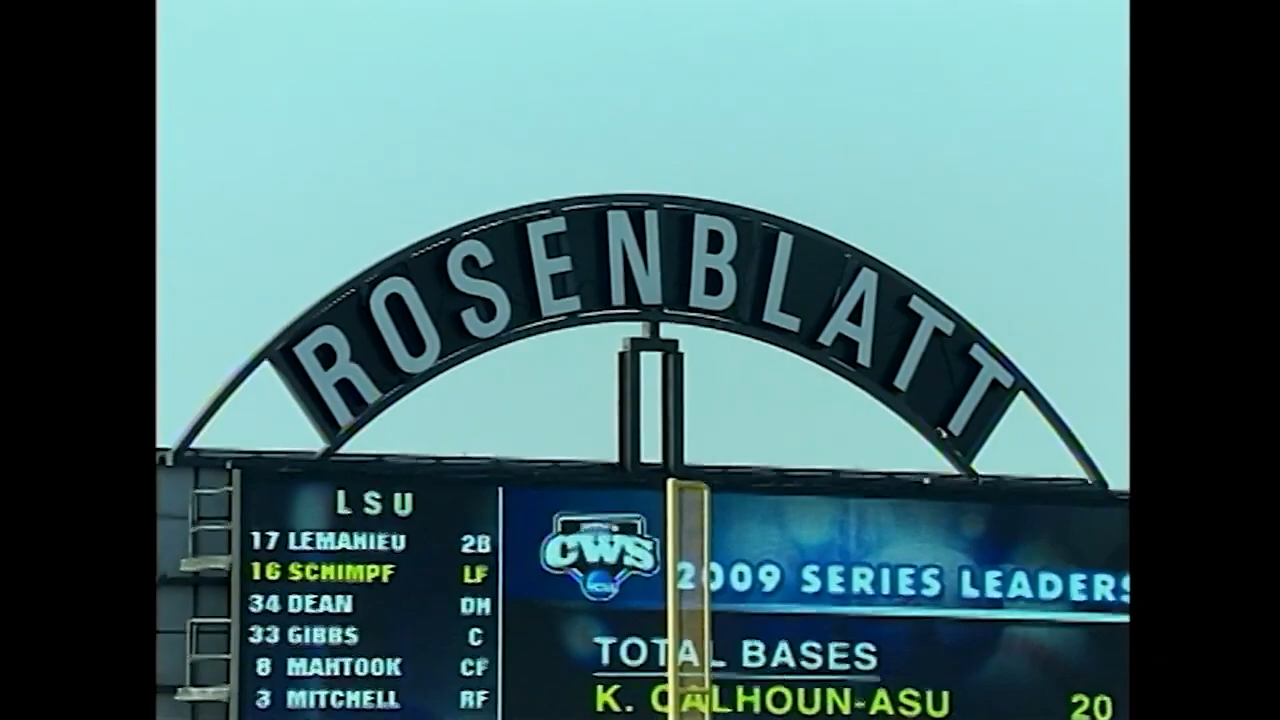 ROSENBLATT
LSU
17 LEMAHIEU 2B
16 SCHIMPF LF
34 DEAN DH
33 GIBBS C
8 MAHTOOK CF
3 MITCHELL RF
CWS
2009 SERIES LEADERS
TOTAL BASES
K. CALHOUN-ASU 20